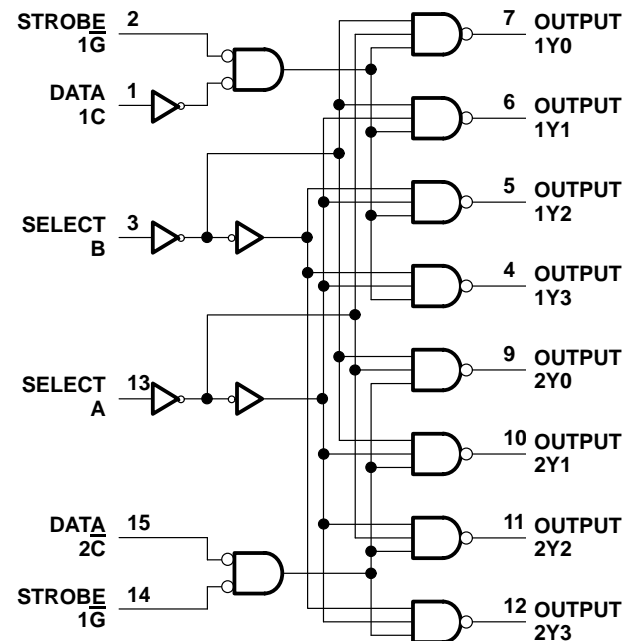 STROBE 2
1G̅
DATA 1
1C
SELECT 3
B
SELECT 13
A
DATA 15
2C̅
STROBE 14
1G̅
7 OUTPUT
1Y0
6 OUTPUT
1Y1
5 OUTPUT
1Y2
4 OUTPUT
1Y3
9 OUTPUT
2Y0
10 OUTPUT
2Y1
11 OUTPUT
2Y2
12 OUTPUT
2Y3